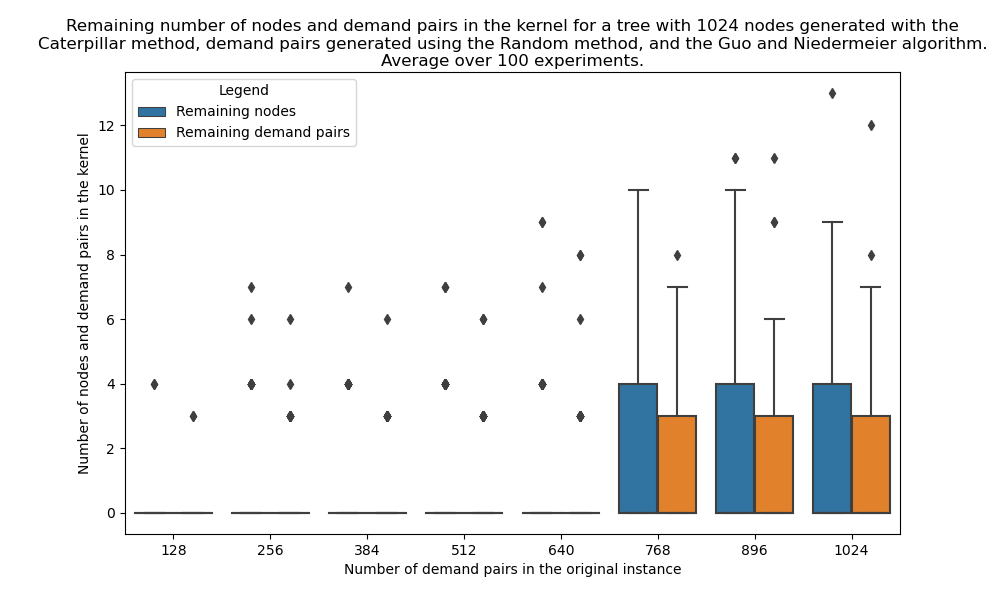 Remaining number of nodes and demand pairs in the kernel for a tree with 1024 nodes generated with the
Caterpillar method, demand pairs generated using the Random method, and the Guo and Niedermeier algorithm.
Average over 100 experiments.
Legend
Remaining nodes
Remaining demand pairs
Number of nodes and demand pairs in the kernel
12
10
8
6
4
2
0
128 256 384 512 640 768 896 1024
Number of demand pairs in the original instance